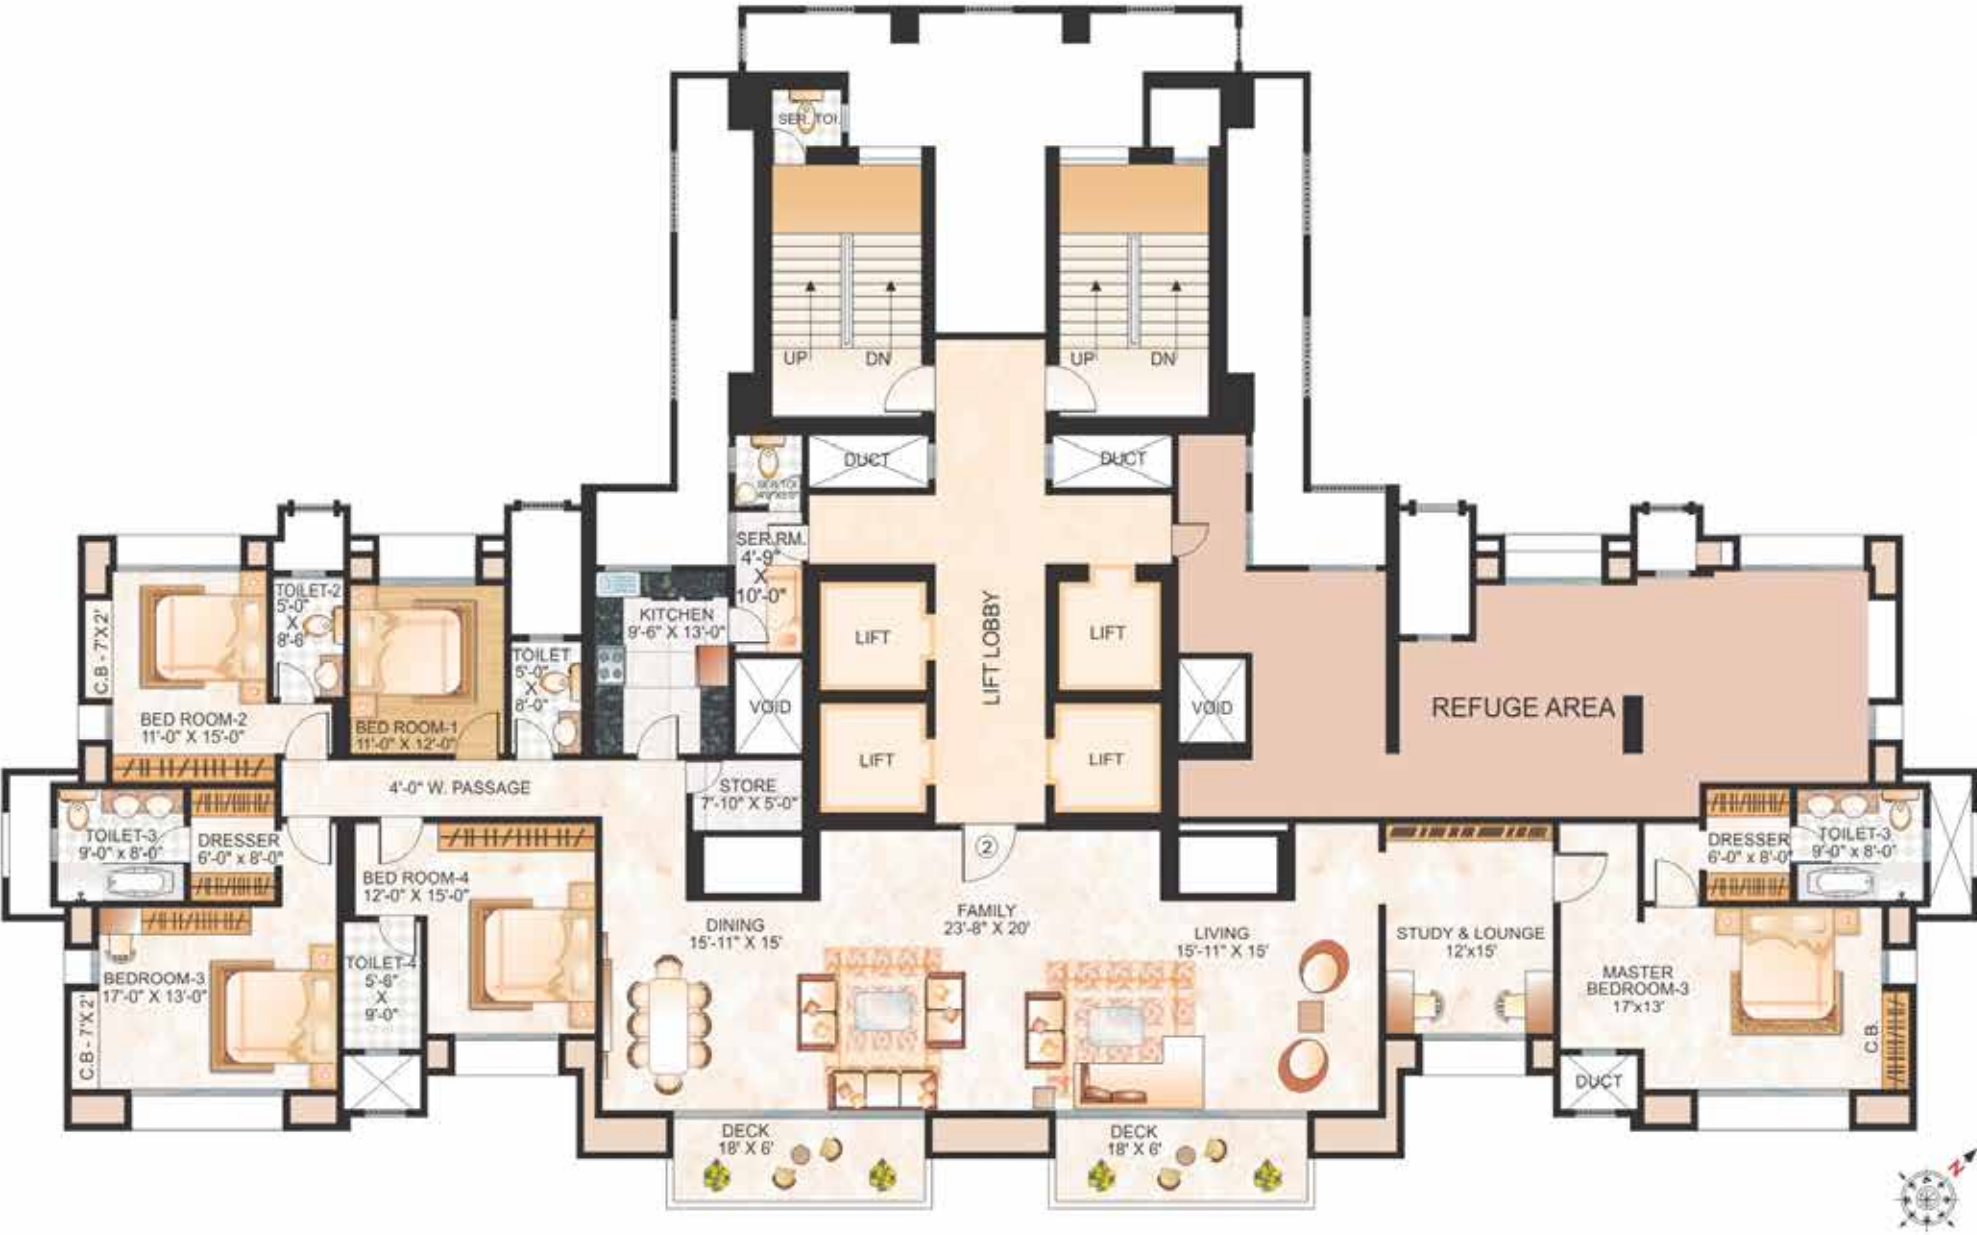 SER. TOI.
UP
DN
UP
DN
DUCT
DUCT
SER.TOI.
SER.RM.
4'-9"
X
10'-0"
TOILET-2
5'-0"
X
8'-6"
C.B - 7'X2'
BED ROOM-2
11'-0" X 15'-0"
BED ROOM-1
11'-0" X 12'-0"
TOILET
5'-0"
X
8'-0"
KITCHEN
9'-6" X 13'-0"
VOID
LIFT
LIFT
LIFT LOBBY
LIFT
LIFT
VOID
REFUGE AREA
4'-0" W. PASSAGE
STORE
7'-10" X 5'-0"
TOILET-3
9'-0" x 8'-0"
DRESSER
6'-0" x 8'-0"
BED ROOM-4
12'-0" X 15'-0"
2
DRESSER
6'-0" x 8'-0"
TOILET-3
9'-0" x 8'-0"
DINING
15'-11" X 15'
FAMILY
23'-8" X 20'
LIVING
15'-11" X 15'
STUDY & LOUNGE
12'x15'
BEDROOM-3
17'-0" X 13'-0"
C.B - 7'X2'
TOILET-4
5'-6"
X
9'-0"
MASTER
BEDROOM-3
17'x13'
C.B.
DUCT
DECK
18' X 6'
DECK
18' X 6'
N